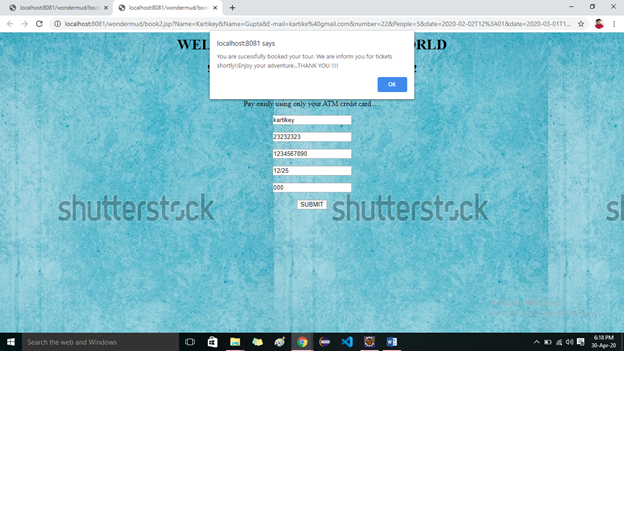 localhost:8081/wondermud/book
localhost:8081/wondermud/book
localhost:8081/wondermud/book2.jsp?Name=Kartikey&Name=Gupta&E-mail=kartike%40gmail.com&number=22&People=5&date=2020-02-02T12%3A01&date=2020-03-01T1...
WEL
ORLD
localhost:8081 says
You are sucessfully booked your tour. We are inform you for tickets
shortly!!Enjoy your adventure...THANK YOU !!!!
OK
Pay easily using only your ATM credit card....
kartikey
23232323
1234567890
12/25
000
SUBMIT
shutterstock shutterstock
Search the web and Windows
6:18 PM
30-Apr-20